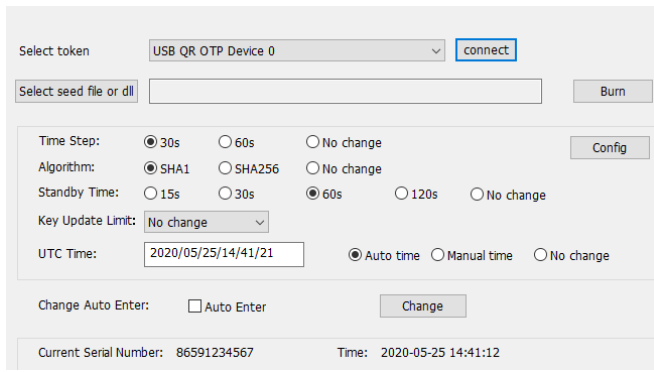 Select token USB QR OTP Device 0 connect
Select seed file or dll Burn
Time Step: 30s 60s No change Config
Algorithm: SHA1 SHA256 No change
Standby Time: 15s 30s 60s 120s No change
Key Update Limit: No change
UTC Time: 2020/05/25/14/41/21 Auto time Manual time No change
Change Auto Enter: Auto Enter Change
Current Serial Number: 86591234567 Time: 2020-05-25 14:41:12